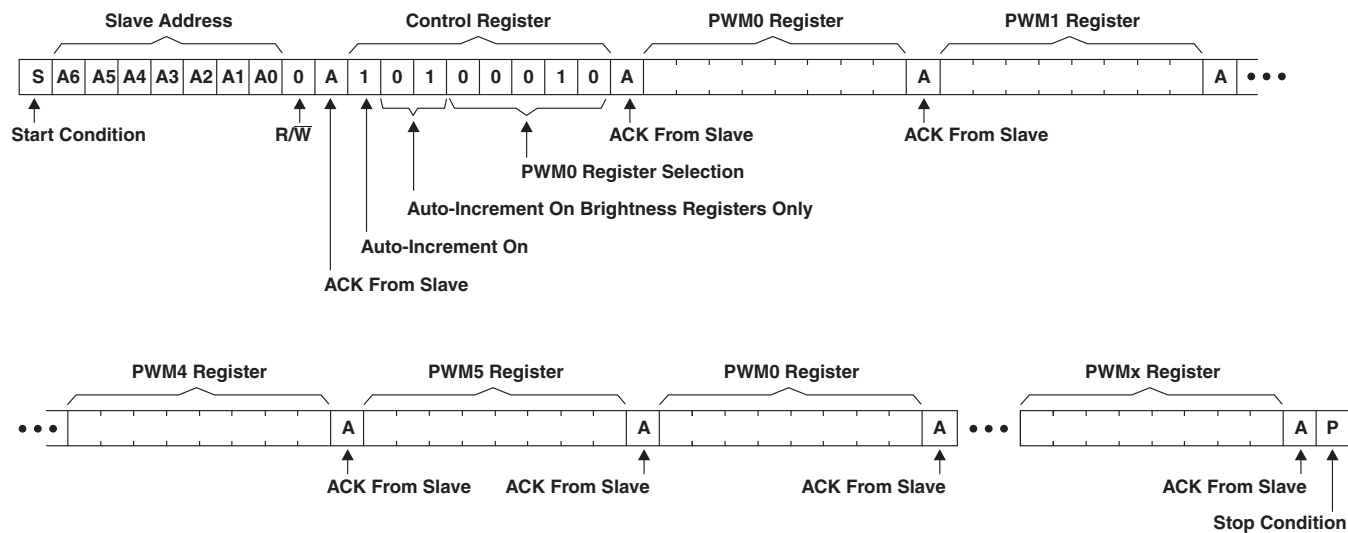 Slave Address Control Register PWM0 Register PWM1 Register
S A6 A5 A4 A3 A2 A1 A0 0 A 1 0 1 0 0 0 1 0 A A A •••
Start Condition R/W̅ ACK From Slave ACK From Slave
PWM0 Register Selection
Auto-Increment On Brightness Registers Only
Auto-Increment On
ACK From Slave
PWM4 Register PWM5 Register PWM0 Register PWMx Register
••• A A A ••• A P
ACK From Slave ACK From Slave ACK From Slave ACK From Slave
Stop Condition